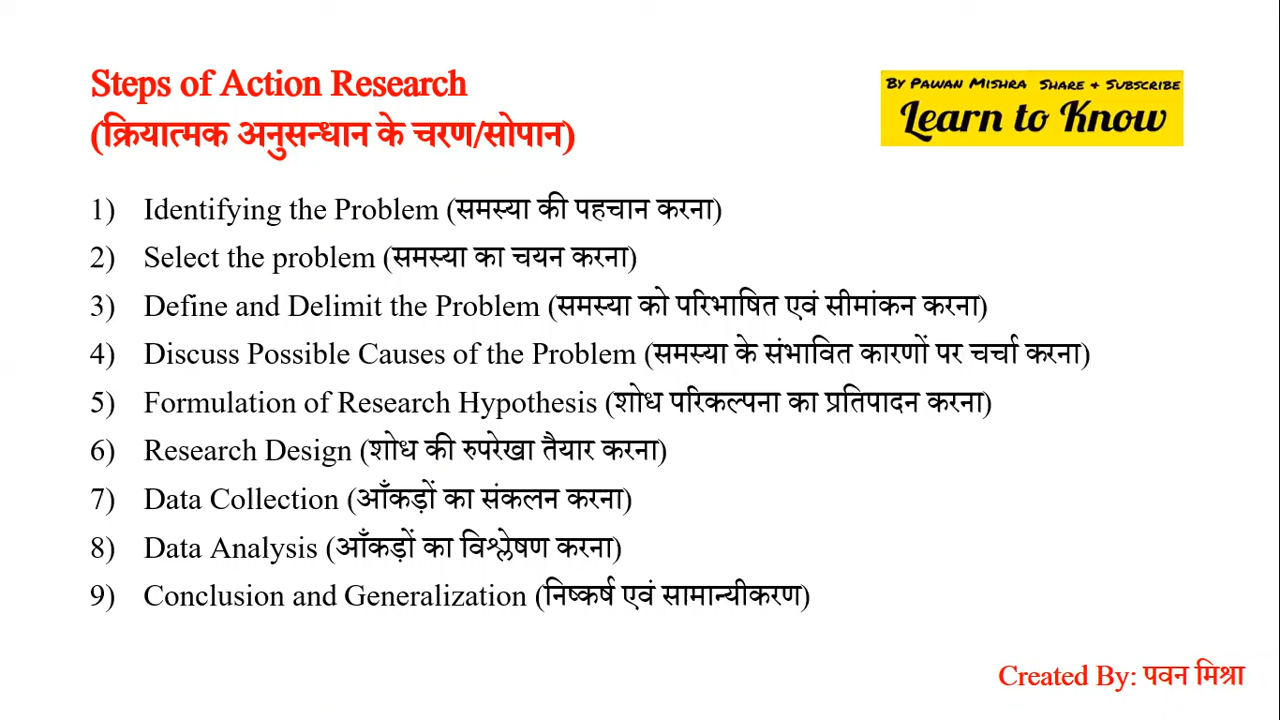 Steps of Action Research
(क्रियात्मक अनुसन्धान के चरण/सोपान)
By Pawan Mishra Share & Subscribe
Learn to Know
1) Identifying the Problem (समस्या की पहचान करना)
2) Select the problem (समस्या का चयन करना)
3) Define and Delimit the Problem (समस्या को परिभाषित एवं सीमांकन करना)
4) Discuss Possible Causes of the Problem (समस्या के संभावित कारणों पर चर्चा करना)
5) Formulation of Research Hypothesis (शोध परिकल्पना का प्रतिपादन करना)
6) Research Design (शोध की रुपरेखा तैयार करना)
7) Data Collection (आँकड़ों का संकलन करना)
8) Data Analysis (आँकड़ों का विश्लेषण करना)
9) Conclusion and Generalization (निष्कर्ष एवं सामान्यीकरण)
Created By: पवन मिश्रा